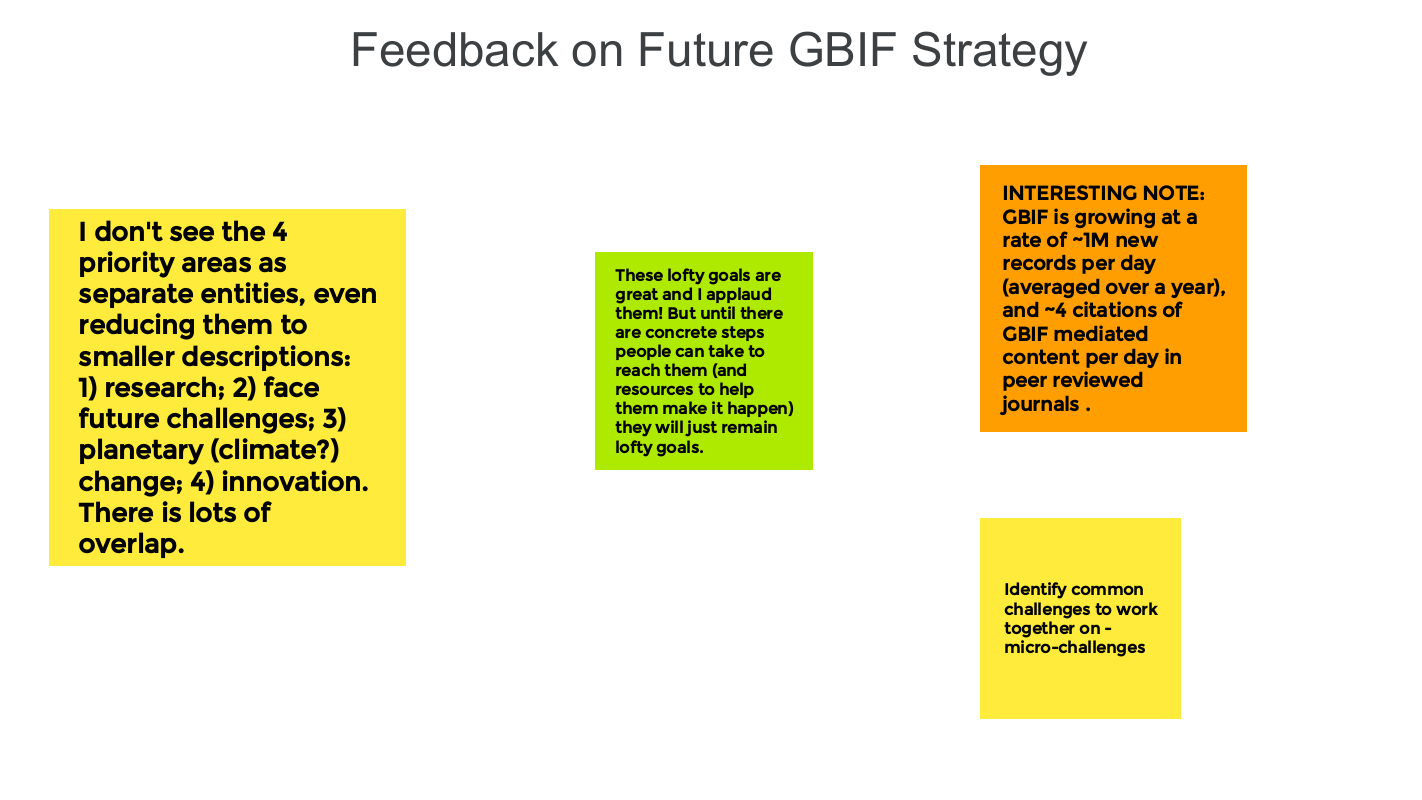 Feedback on Future GBIF Strategy
I don't see the 4
priority areas as
separate entities, even
reducing them to
smaller descriptions:
1) research; 2) face
future challenges; 3)
planetary (climate?)
change; 4) innovation.
There is lots of
overlap.
These lofty goals are
great and I applaud
them! But until there
are concrete steps
people can take to
reach them (and
resources to help
them make it happen)
they will just remain
lofty goals.
INTERESTING NOTE:
GBIF is growing at a
rate of ~1M new
records per day
(averaged over a year),
and ~4 citations of
GBIF mediated
content per day in
peer reviewed
journals .
Identify common
challenges to work
together on -
micro-challenges